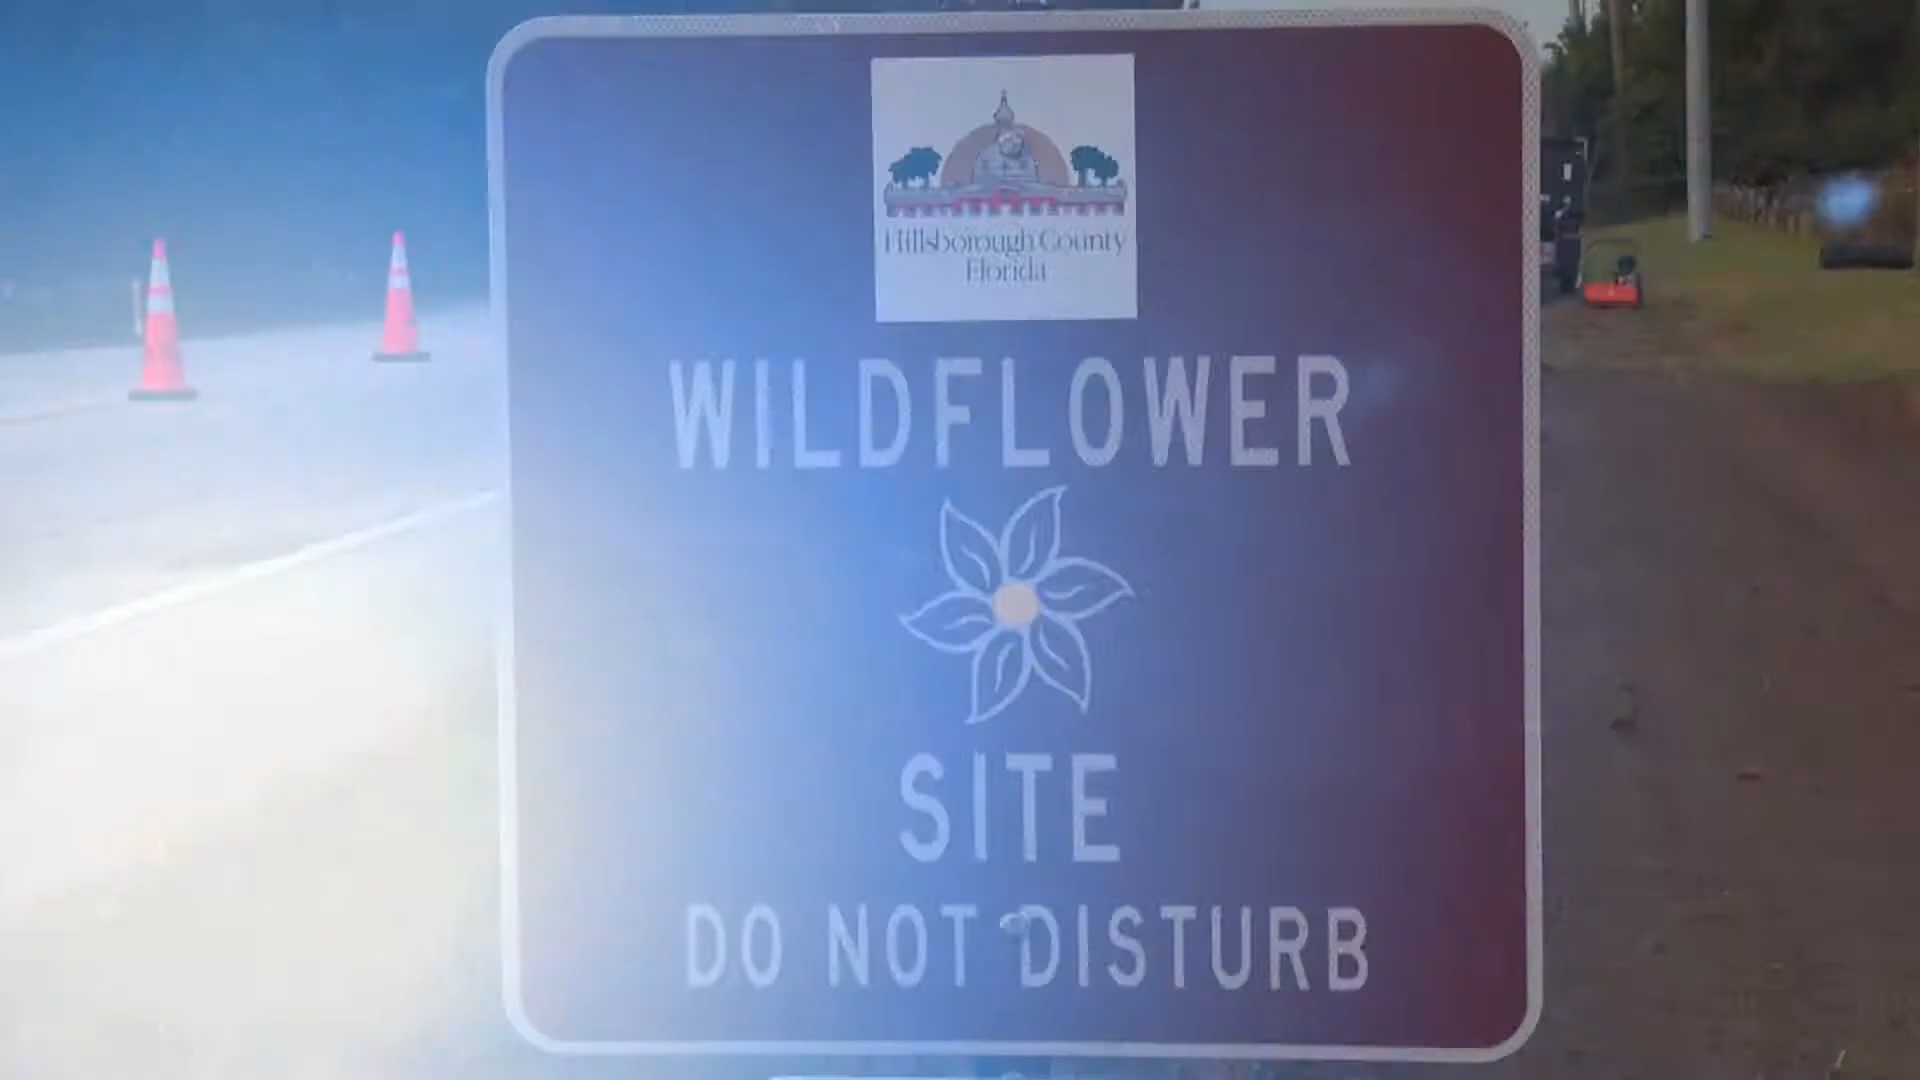 Hillsborough County
Florida
WILDFLOWER
SITE
DO NOT DISTURB